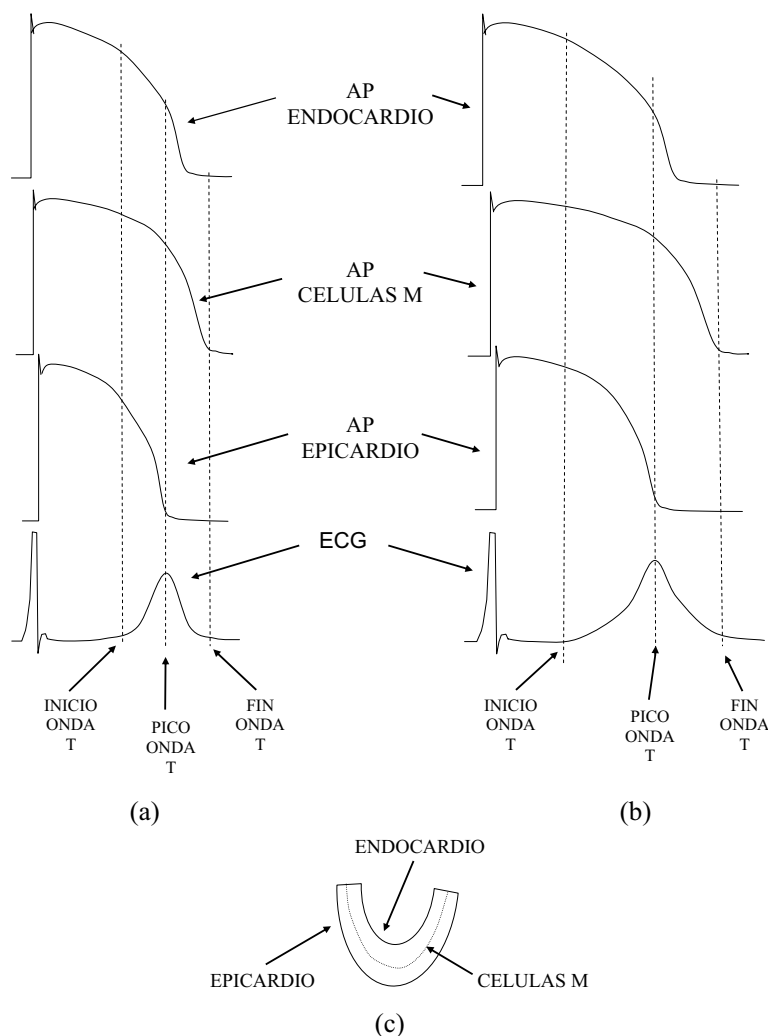 AP
ENDOCARDIO
AP
CELULAS M
AP
EPICARDIO
ECG
INICIO
ONDA
T
PICO
ONDA
T
FIN
ONDA
T
INICIO
ONDA
T
PICO
ONDA
T
FIN
ONDA
T
(a)
(b)
ENDOCARDIO
EPICARDIO
CELULAS M
(c)